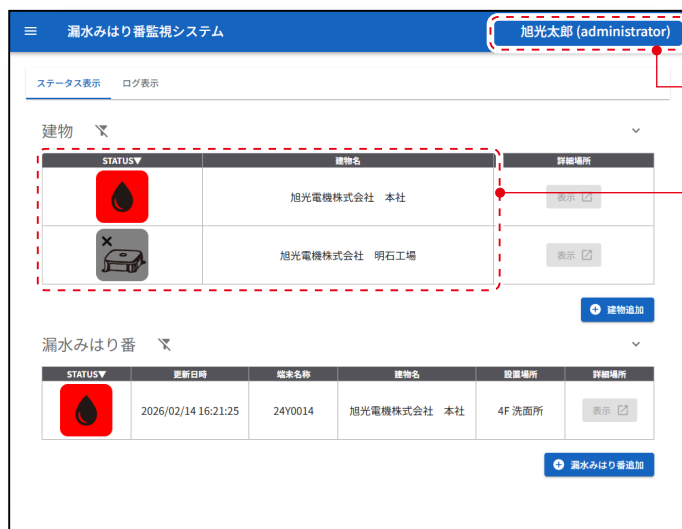 漏水みはり番監視システム 旭光太郎 (administrator)
ステータス表示 ログ表示
建物
STATUS▼ 建物名 詳細場所
旭光電機株式会社 本社 表示
旭光電機株式会社 明石工場 表示
建物追加
漏水みはり番
STATUS▼ 更新日時 端末名称 建物名 設置場所 詳細場所
2026/02/14 16:21:25 24Y0014 旭光電機株式会社 本社 4F 洗面所 表示
漏水みはり番追加